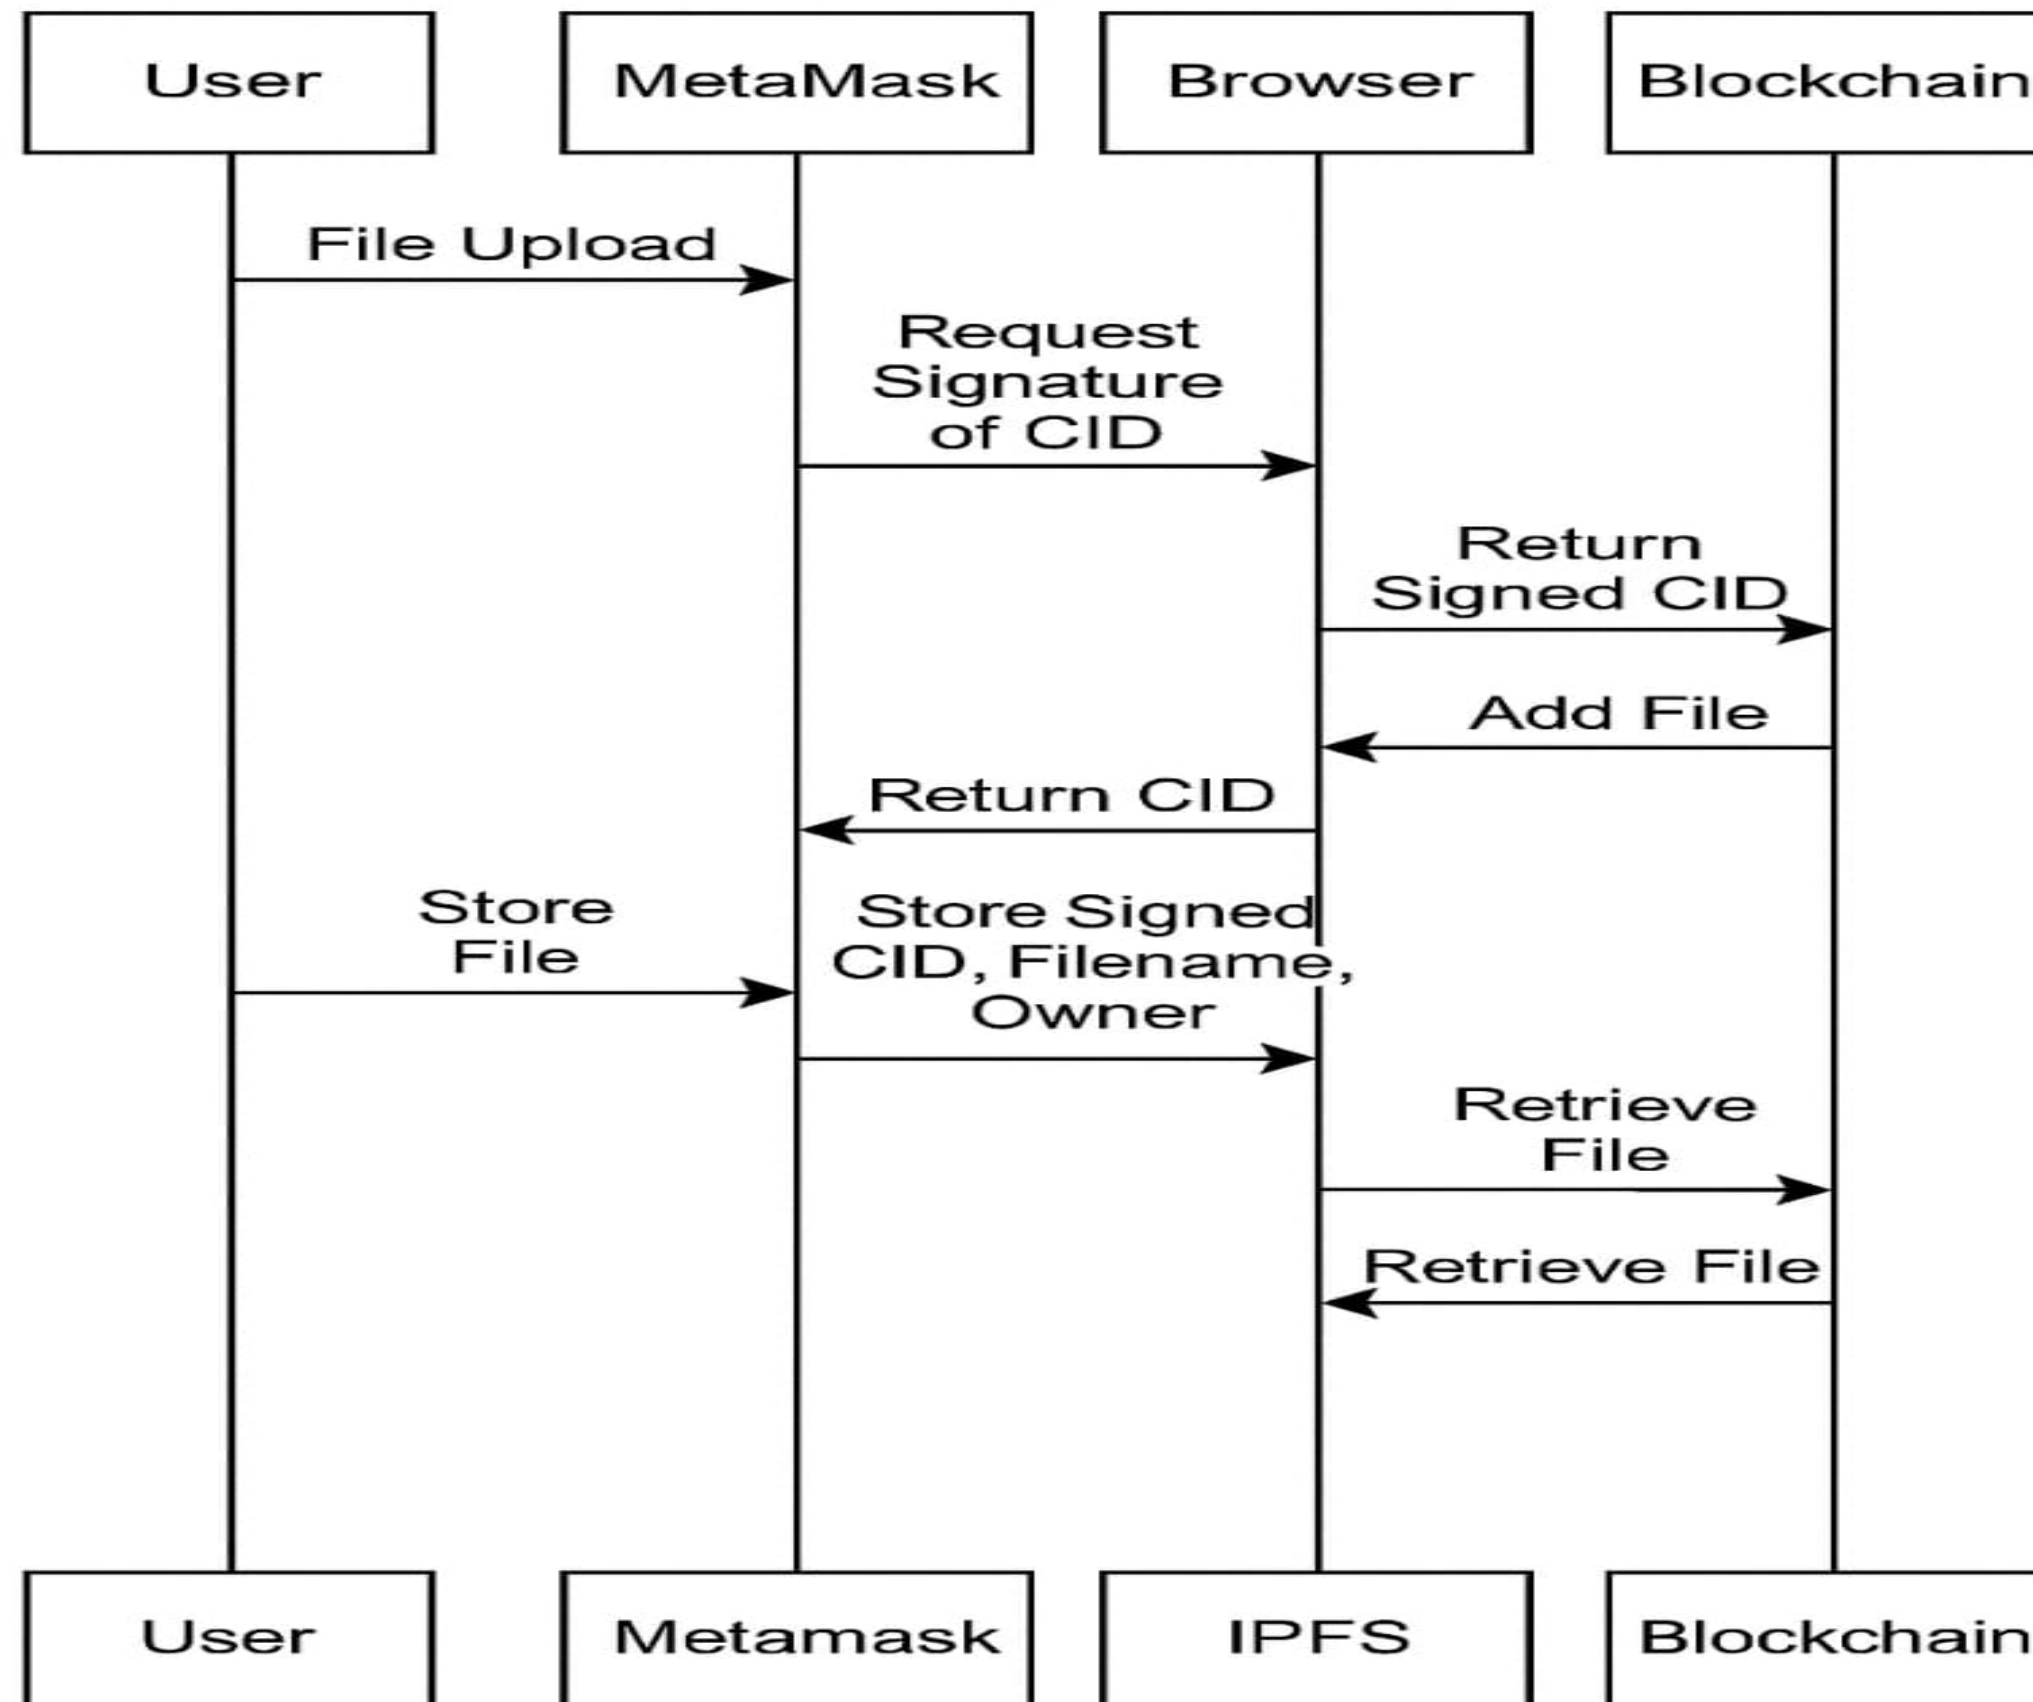 User
MetaMask
Browser
Blockchain
File Upload
Request
Signature
of CID
Return
Signed CID
Add File
Return CID
Store
File
Store Signed
CID, Filename,
Owner
Retrieve
File
Retrieve File
User
Metamask
IPFS
Blockchain